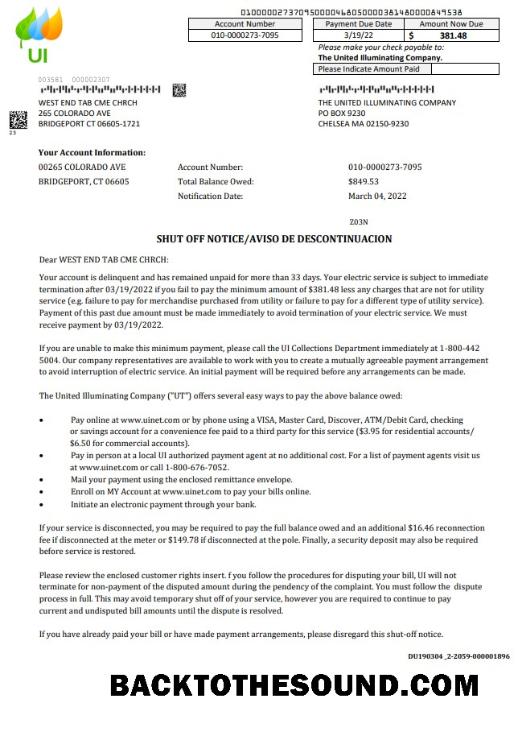 010000027370950000468050000381480000849538
Account Number
Payment Due Date
Amount Now Due
010-0000273-7095
3/19/22
$ 381.48
Please make your check payable to:
The United Illuminating Company.
Please Indicate Amount Paid
UI
003581 000002307
WEST END TAB CME CHRCH
265 COLORADO AVE
BRIDGEPORT CT 06605-1721
23
THE UNITED ILLUMINATING COMPANY
PO BOX 9230
CHELSEA MA 02150-9230
Your Account Information:
00265 COLORADO AVE
BRIDGEPORT, CT 06605
Account Number: 010-0000273-7095
Total Balance Owed: $849.53
Notification Date: March 04, 2022
Z03N
SHUT OFF NOTICE/AVISO DE DESCONTINUACION
Dear WEST END TAB CME CHRCH:
Your account is delinquent and has remained unpaid for more than 33 days. Your electric service is subject to immediate
termination after 03/19/2022 if you fail to pay the minimum amount of $381.48 less any charges that are not for utility
service (e.g. failure to pay for merchandise purchased from utility or failure to pay for a different type of utility service).
Payment of this past due amount must be made immediately to avoid termination of your electric service. We must
receive payment by 03/19/2022.
If you are unable to make this minimum payment, please call the UI Collections Department immediately at 1-800-442
5004. Our company representatives are available to work with you to create a mutually agreeable payment arrangement
to avoid interruption of electric service. An initial payment will be required before any arrangements can be made.
The United Illuminating Company ("UT") offers several easy ways to pay the above balance owed:
• Pay online at www.uinet.com or by phone using a VISA, Master Card, Discover, ATM/Debit Card, checking
or savings account for a convenience fee paid to a third party for this service ($3.95 for residential accounts/
$6.50 for commercial accounts).
• Pay in person at a local UI authorized payment agent at no additional cost. For a list of payment agents visit us
at www.uinet.com or call 1-800-676-7052.
• Mail your payment using the enclosed remittance envelope.
• Enroll on MY Account at www.uinet.com to pay your bills online.
• Initiate an electronic payment through your bank.
If your service is disconnected, you may be required to pay the full balance owed and an additional $16.46 reconnection
fee if disconnected at the meter or $149.78 if disconnected at the pole. Finally, a security deposit may also be required
before service is restored.
Please review the enclosed customer rights insert. f you follow the procedures for disputing your bill, UI will not
terminate for non-payment of the disputed amount during the pendency of the complaint. You must follow the dispute
process in full. This may avoid temporary shut off of your service, however you are required to continue to pay
current and undisputed bill amounts until the dispute is resolved.
If you have already paid your bill or have made payment arrangements, please disregard this shut-off notice.
DU190304_2-2059-000001896
BACKTOTHESOUND.COM